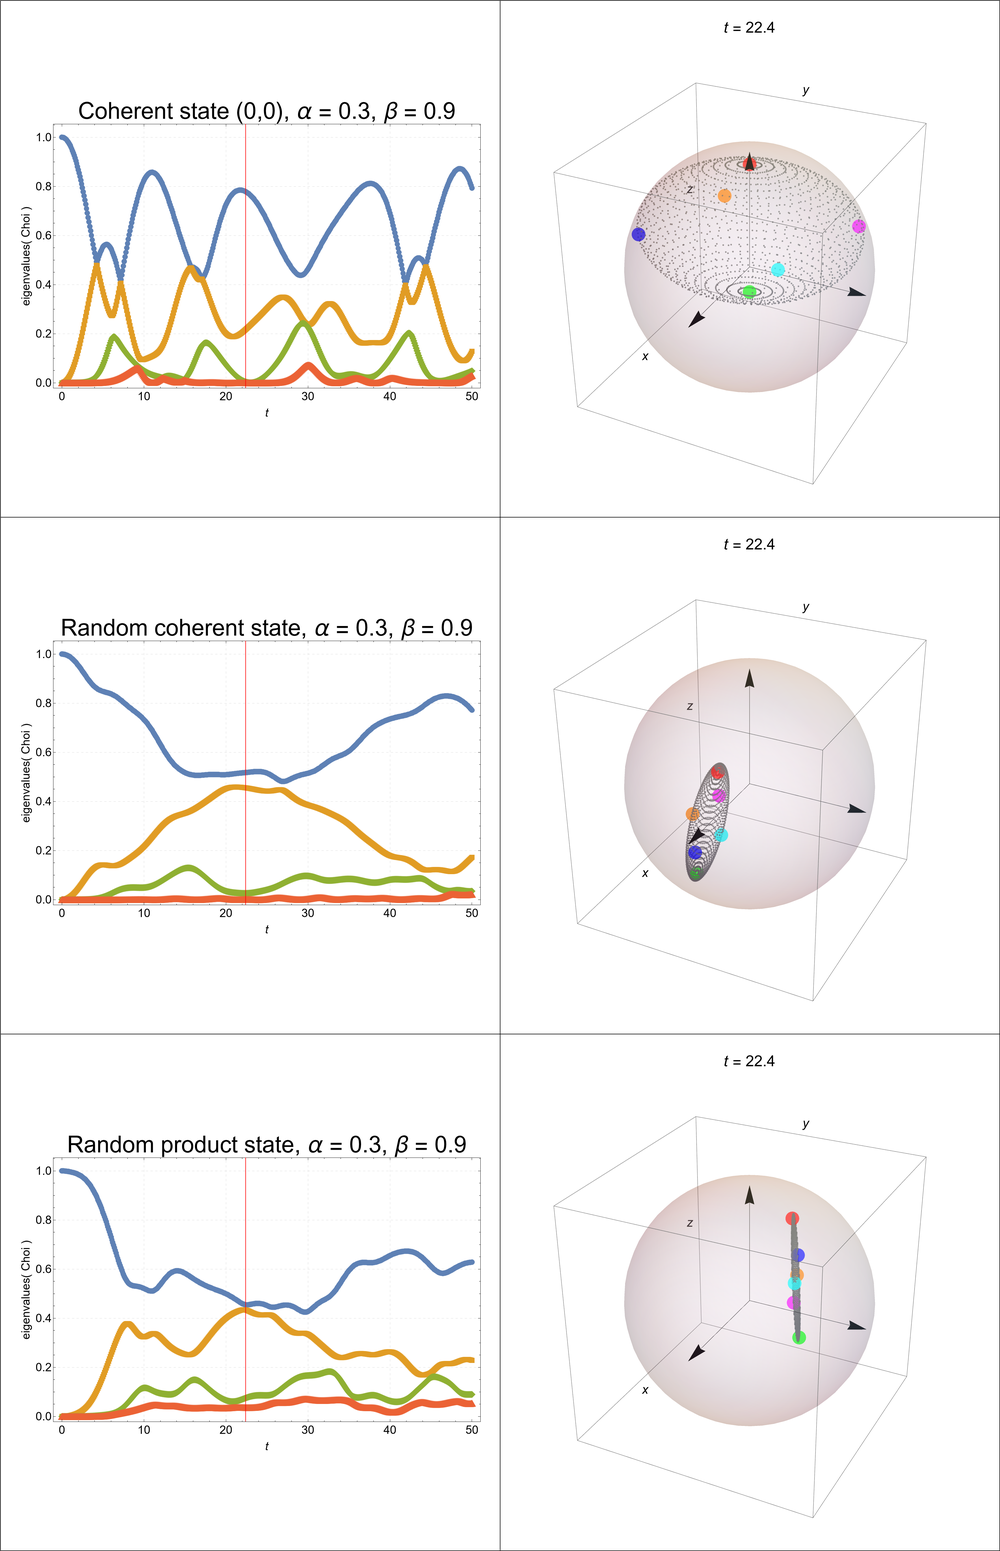 t = 22.4
Coherent state (0,0), α = 0.3, β = 0.9
eigenvalues( Choi )
1.0
0.8
0.6
0.4
0.2
0.0
0
10
20
30
40
50
t
y
z
x
t = 22.4
Random coherent state, α = 0.3, β = 0.9
eigenvalues( Choi )
1.0
0.8
0.6
0.4
0.2
0.0
0
10
20
30
40
50
t
y
z
x
t = 22.4
Random product state, α = 0.3, β = 0.9
eigenvalues( Choi )
1.0
0.8
0.6
0.4
0.2
0.0
0
10
20
30
40
50
t
y
z
x